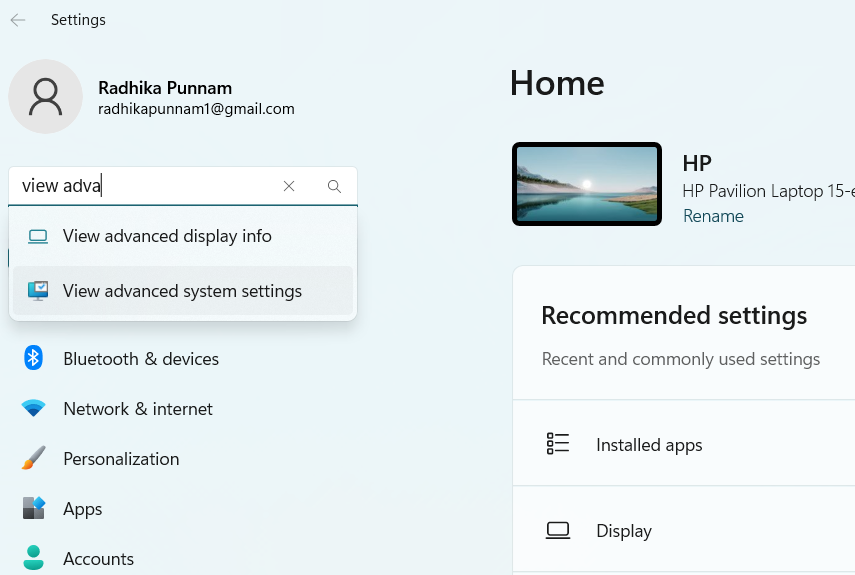 Settings
Radhika Punnam
radhikapunnam1@gmail.com
view adva
View advanced display info
View advanced system settings
Bluetooth & devices
Network & internet
Personalization
Apps
Accounts
Home
HP
HP Pavilion Laptop 15-e
Rename
Recommended settings
Recent and commonly used settings
Installed apps
Display